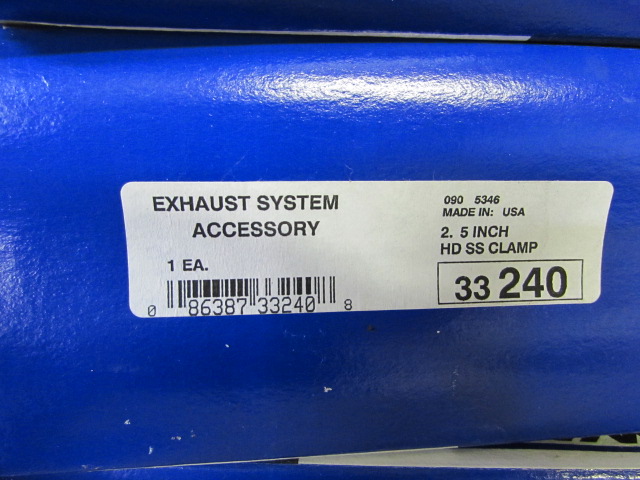 EXHAUST SYSTEM
ACCESSORY
1 EA.
0 86387 33240 8
090 5346
MADE IN: USA
2. 5 INCH
HD SS CLAMP
33 240